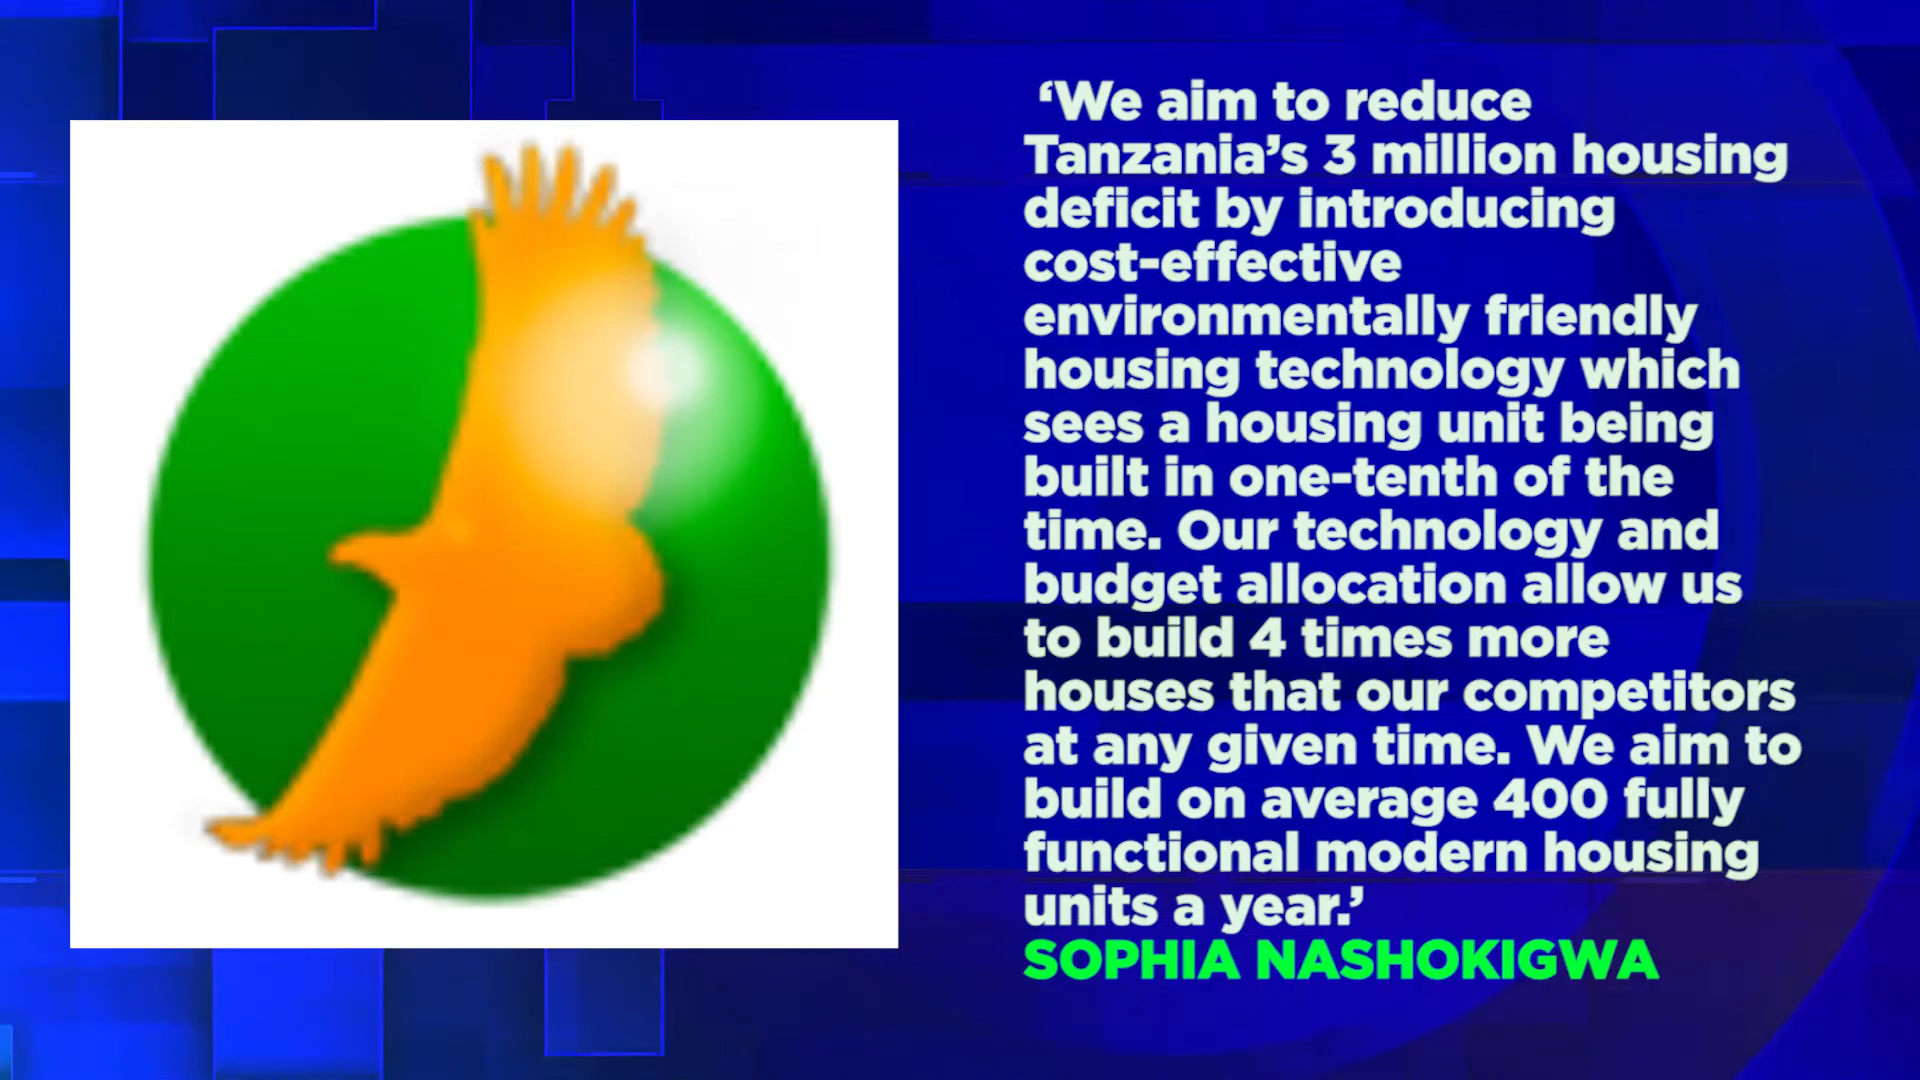 ‘We aim to reduce
Tanzania’s 3 million housing
deficit by introducing
cost-effective
environmentally friendly
housing technology which
sees a housing unit being
built in one-tenth of the
time. Our technology and
budget allocation allow us
to build 4 times more
houses that our competitors
at any given time. We aim to
build on average 400 fully
functional modern housing
units a year.’
SOPHIA NASHOKIGWA